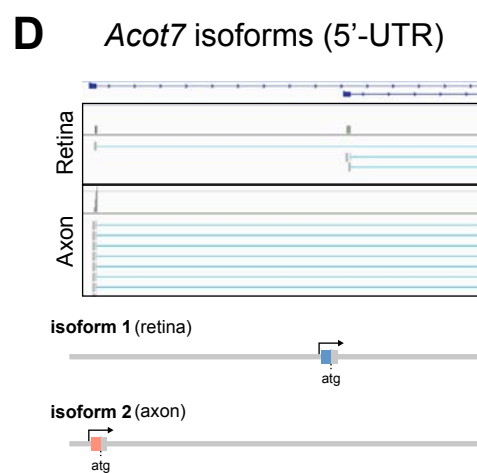 D Acot7 isoforms (5'-UTR)
Retina
Axon
isoform 1 (retina)
atg
isoform 2 (axon)
atg